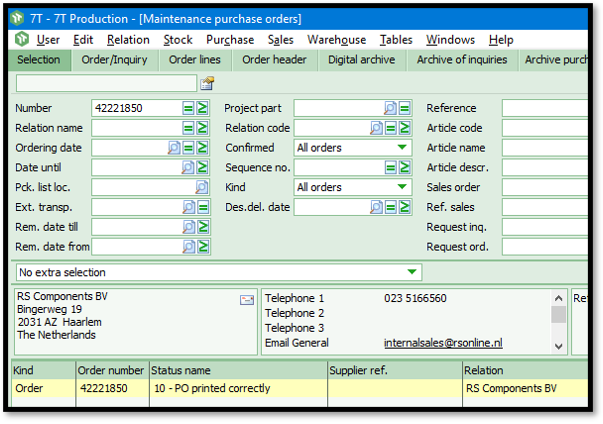 7T - 7T Production - [Maintenance purchase orders]
User Edit Relation Stock Purchase Sales Warehouse Tables Windows Help
Selection Order/Inquiry Order lines Order header Digital archive Archive of inquiries Archive purch
Number 42221850 = ≥ Project part = ≥ Reference
Relation name = ≥ Relation code = ≥ Article code
Ordering date = ≥ Confirmed All orders Article name
Date until ≥ Sequence no. = ≥ Article descr.
Pck. list loc. Kind All orders Sales order
Ext. transp. = Des.del. date = ≥ Ref. sales
Rem. date till ≥ Request inq.
Rem. date from ≥ Request ord.
No extra selection
RS Components BV
Bingerweg 19
2031 AZ Haarlem
The Netherlands
Telephone 1 023 5166560
Telephone 2
Telephone 3
Email General internalsales@rsonline.nl
Kind Order number Status name Supplier ref. Relation
Order 42221850 10 - PO printed correctly RS Components BV